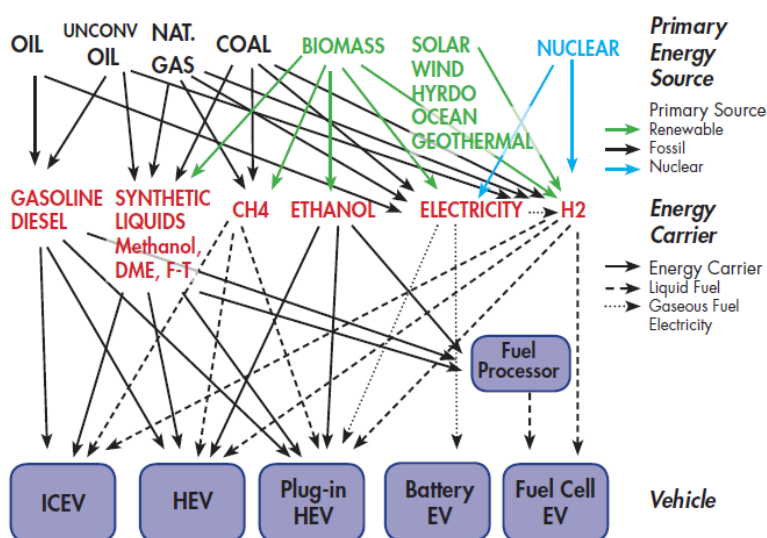 OIL
UNCONV
OIL
NAT.
GAS
COAL
BIOMASS
SOLAR
WIND
HYRDO
OCEAN
GEOTHERMAL
NUCLEAR
Primary
Energy
Source
Primary Source
Renewable
Fossil
Nuclear
GASOLINE
DIESEL
SYNTHETIC
LIQUIDS
Methanol,
DME, F-T
CH4
ETHANOL
ELECTRICITY
H2
Energy
Carrier
Energy Carrier
Liquid Fuel
Gaseous Fuel
Electricity
Fuel
Processor
ICEV
HEV
Plug-in
HEV
Battery
EV
Fuel Cell
EV
Vehicle